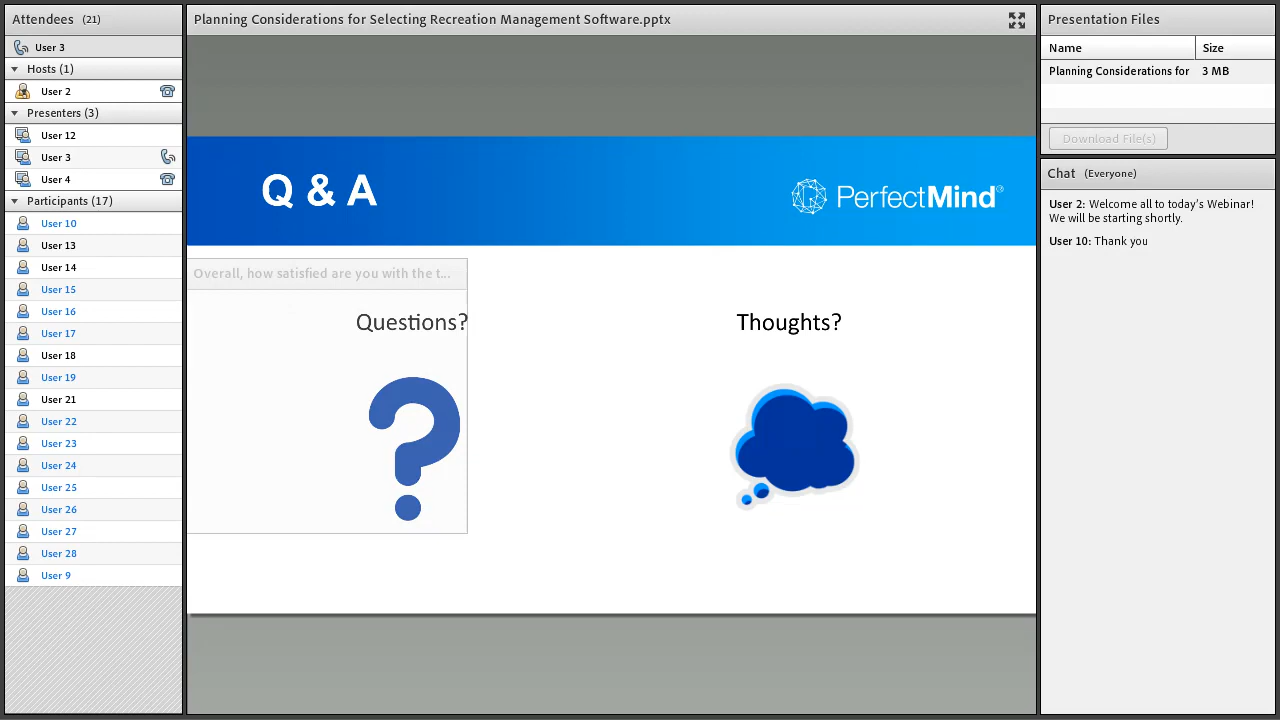 Attendees (21)
User 3
Hosts (1)
User 2
Presenters (3)
User 12
User 3
User 4
Participants (17)
User 10
User 13
User 14
User 15
User 16
User 17
User 18
User 19
User 21
User 22
User 23
User 24
User 25
User 26
User 27
User 28
User 9
Planning Considerations for Selecting Recreation Management Software.pptx
Q & A
PerfectMind®
Overall, how satisfied are you with the t...
Questions?
Thoughts?
Presentation Files
Name Size
Planning Considerations for 3 MB
Download File(s)
Chat (Everyone)
User 2: Welcome all to today's Webinar!
We will be starting shortly.
User 10: Thank you